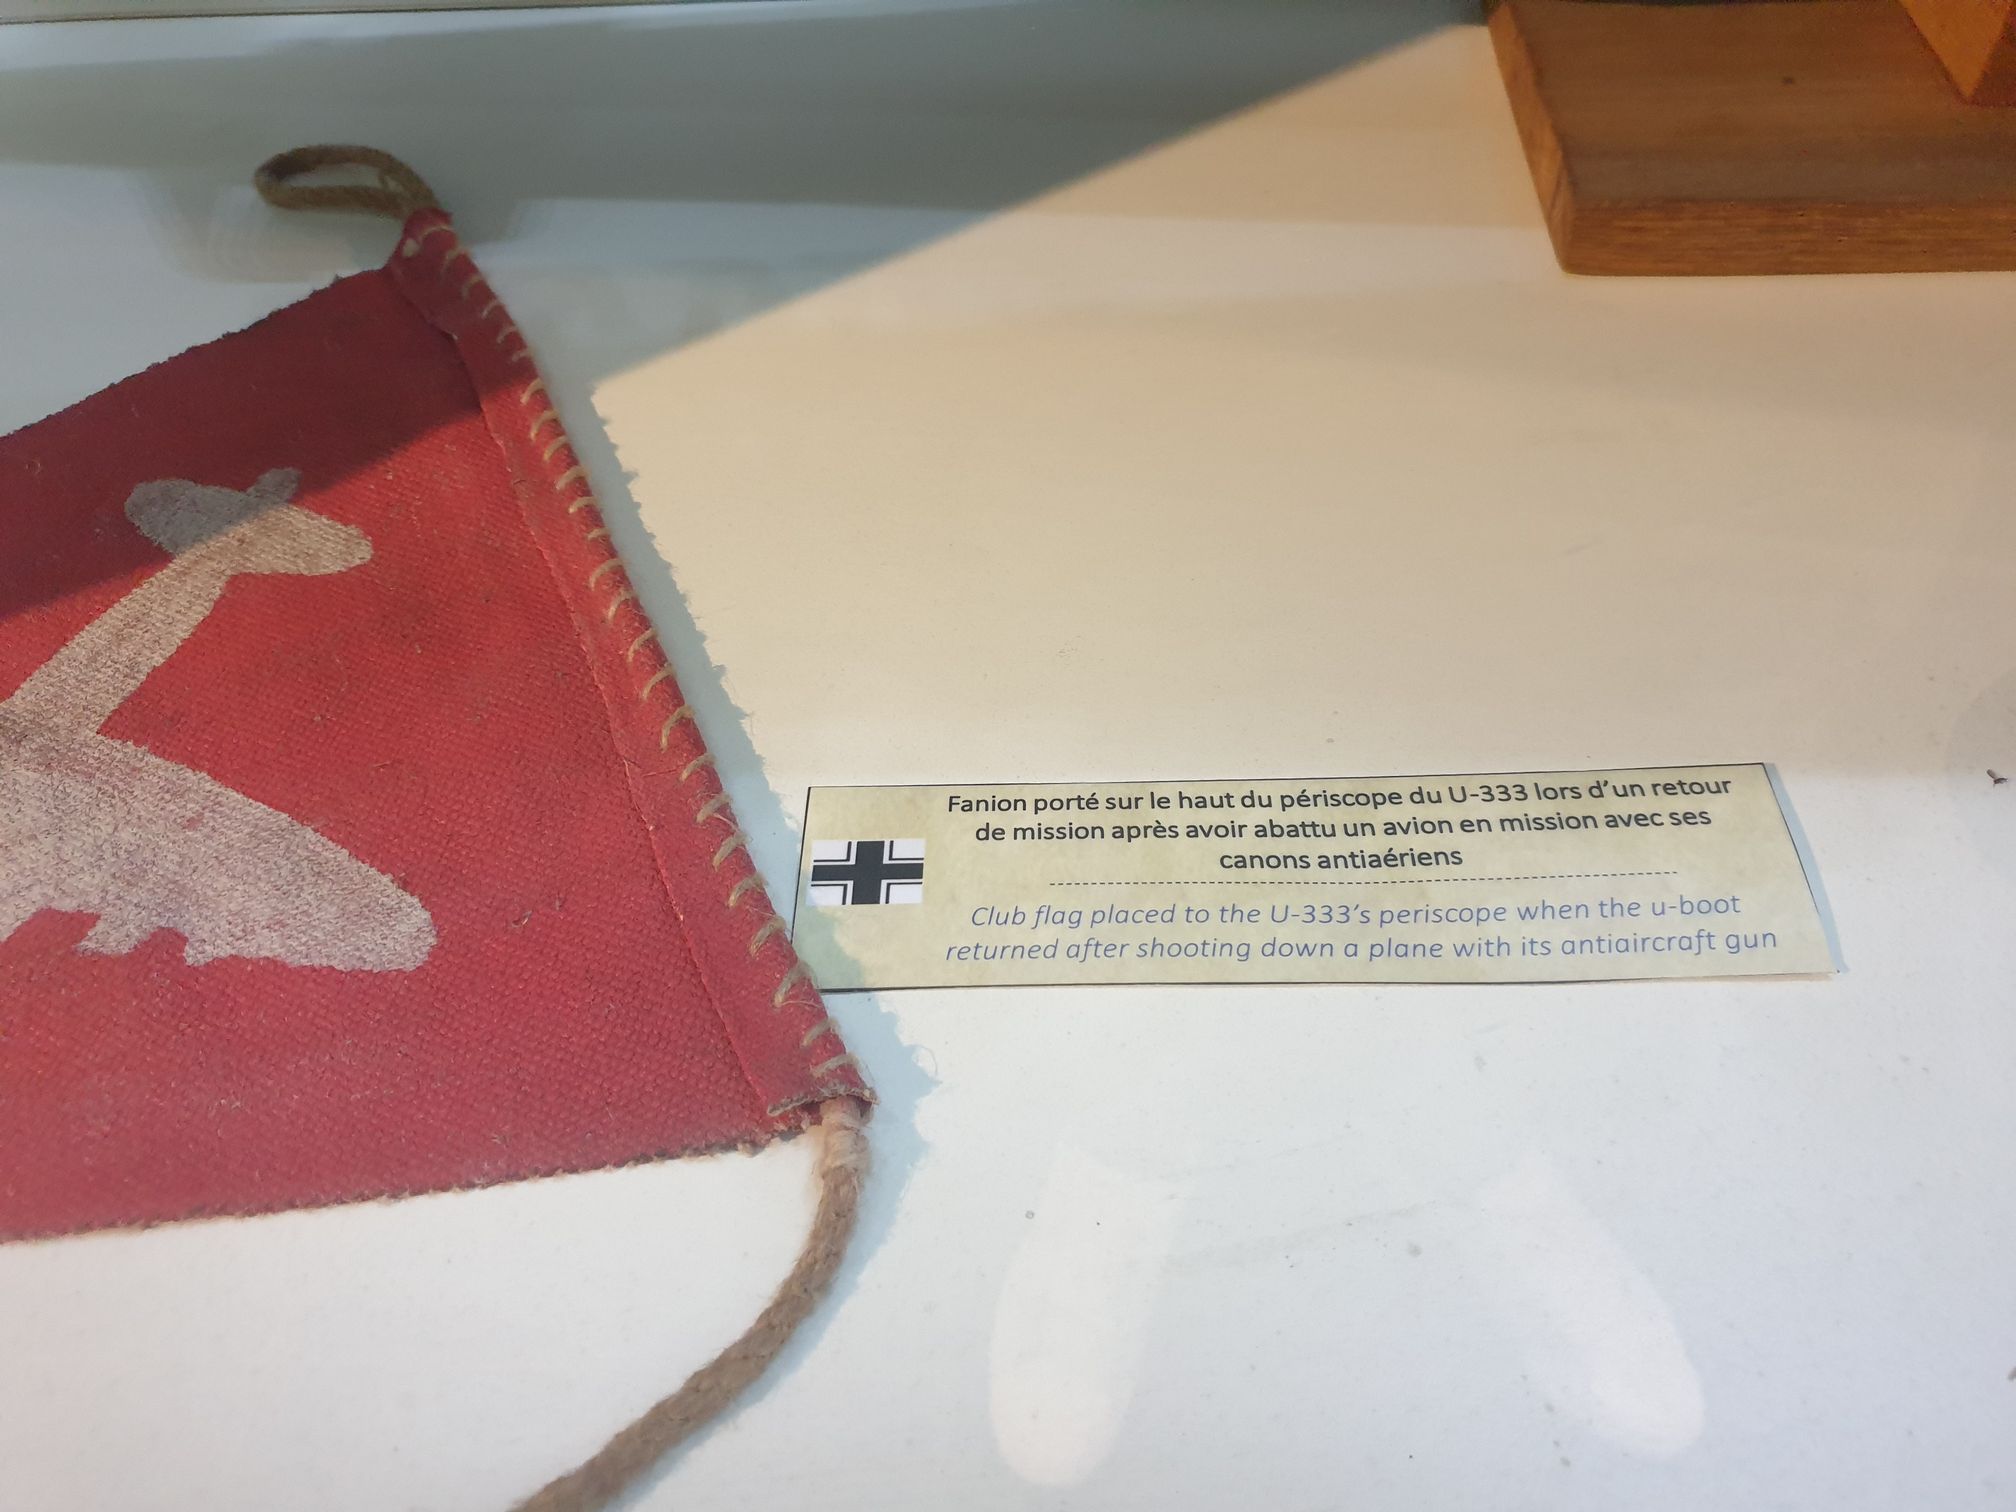 Fanion porté sur le haut du périscope du U-333 lors d'un retour
de mission après avoir abattu un avion en mission avec ses
canons antiaériens
Club flag placed to the U-333's periscope when the u-boot
returned after shooting down a plane with its antiaircraft gun